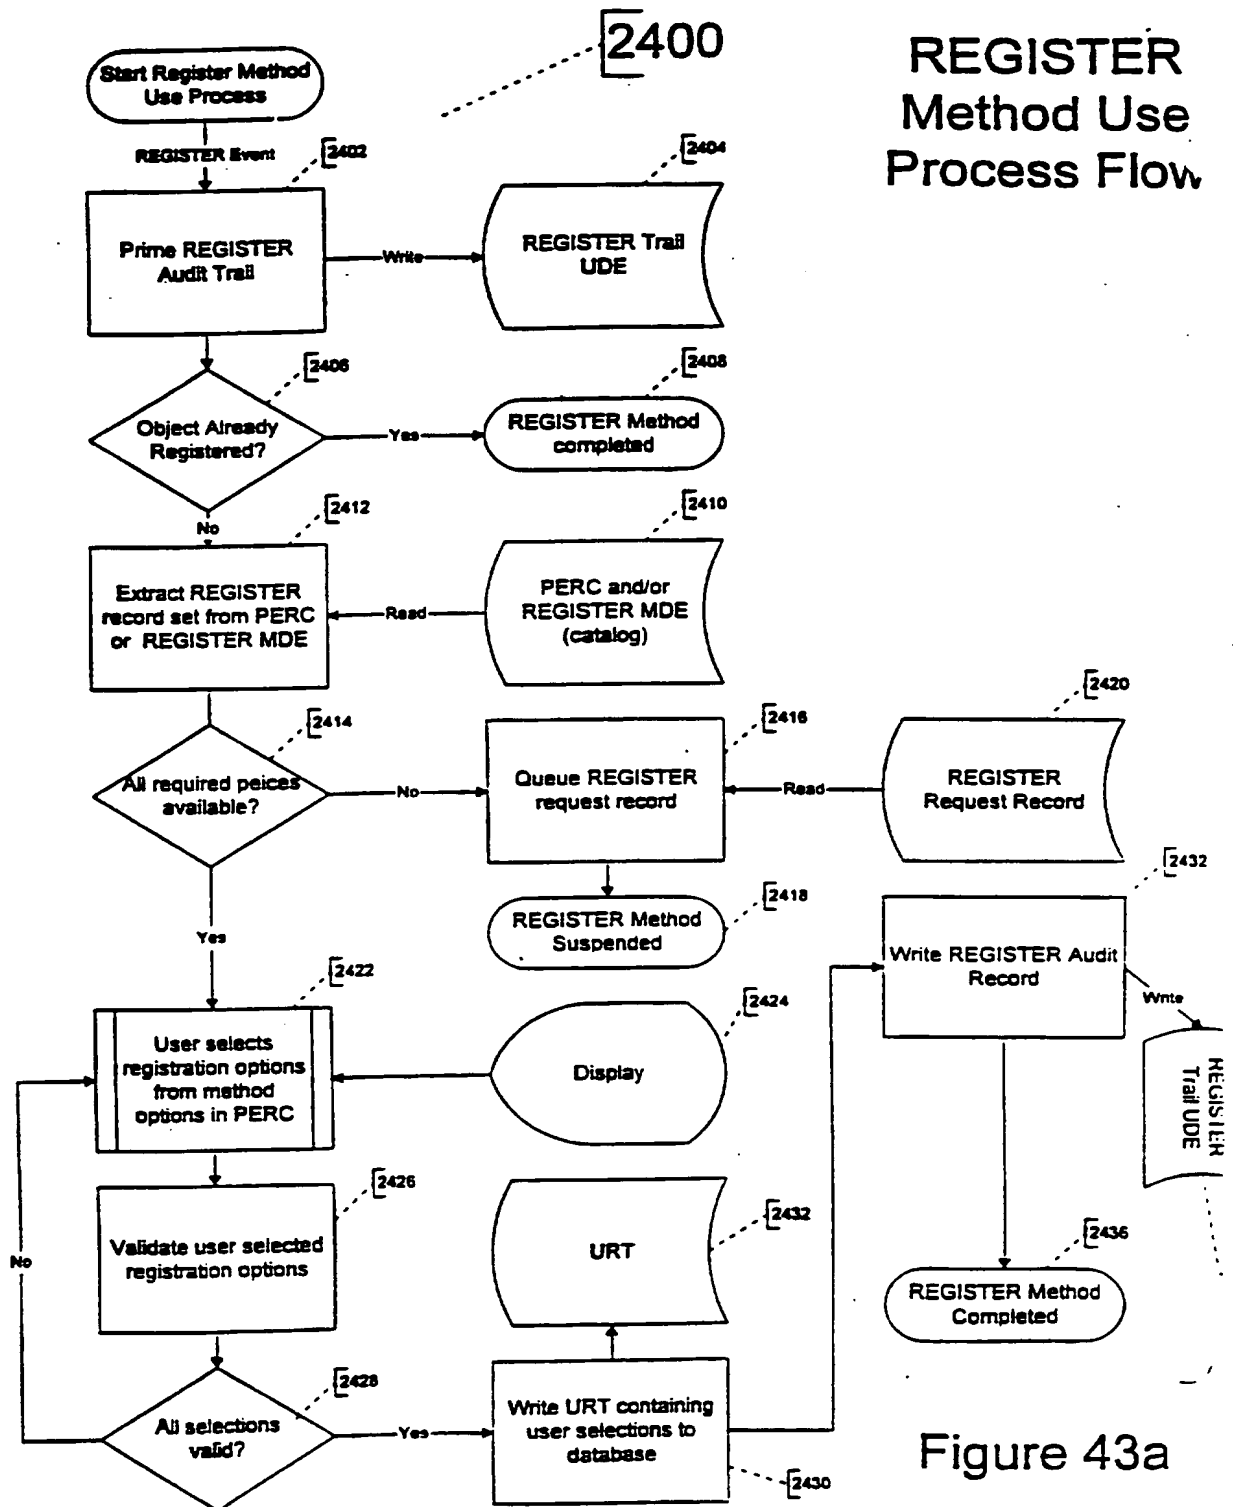 2400
REGISTER
Method Use
Process Flow
Start Register Method
Use Process
REGISTER Event
2402
2404
Prime REGISTER
Audit Trail
Write
REGISTER Trail
UDE
2406
2408
Object Already
Registered?
Yes
REGISTER Method
completed
No
2412
2410
Extract REGISTER
record set from PERC
or REGISTER MDE
Read
PERC and/or
REGISTER MDE
(catalog)
2414
2416
2420
All required peices
available?
No
Queue REGISTER
request record
Read
REGISTER
Request Record
2418
2432
REGISTER Method
Suspended
Yes
Write REGISTER Audit
Record
Write
2422
2424
User selects
registration options
from method
options in PERC
Display
REGISTER
Trail UDE
2426
2432
No
Validate user selected
registration options
URT
2436
REGISTER Method
Completed
2428
All selections
valid?
Yes
Write URT containing
user selections to
database
2430
Figure 43a